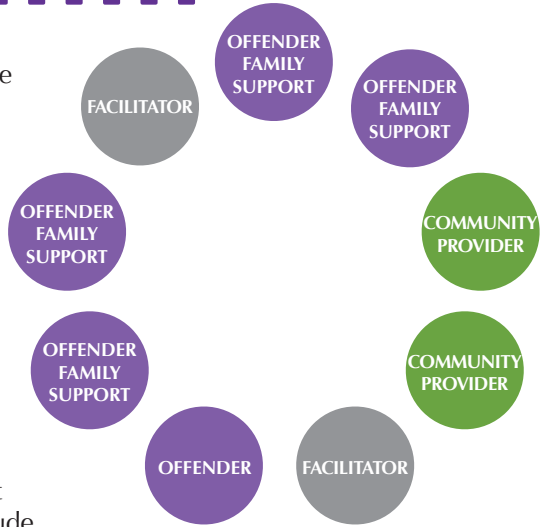 OFFENDER
FAMILY
SUPPORT
OFFENDER
FAMILY
SUPPORT
COMMUNITY
PROVIDER
COMMUNITY
PROVIDER
FACILITATOR
OFFENDER
OFFENDER
FAMILY
SUPPORT
OFFENDER
FAMILY
SUPPORT
FACILITATOR